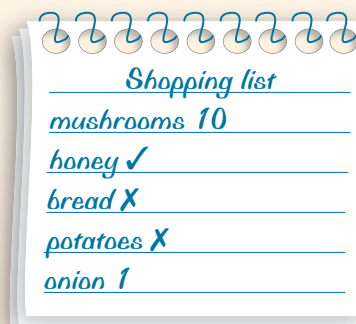 Shopping list
mushrooms 10
honey ✓
bread ✗
potatoes ✗
onion 1